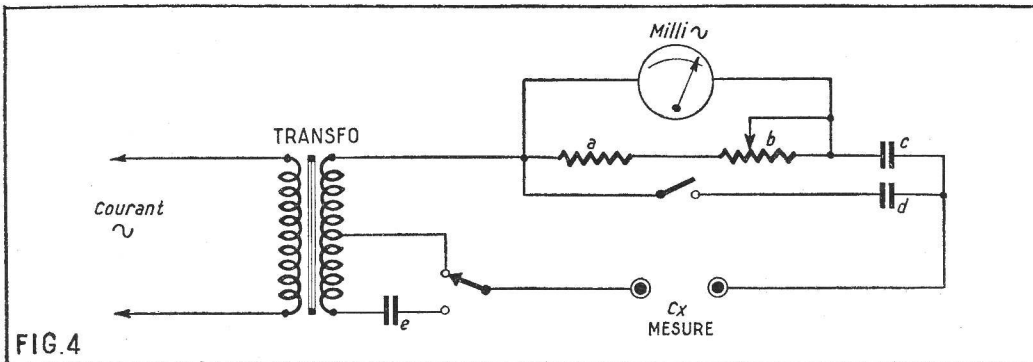 Milli ~
TRANSFO
a
b
c
Courant
~
d
e
Cx
MESURE
FIG.4